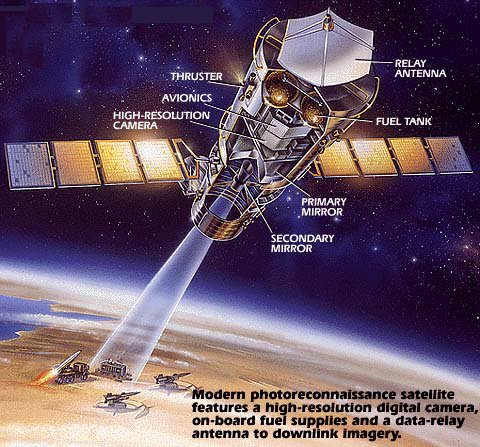 RELAY
ANTENNA
THRUSTER
AVIONICS
HIGH-RESOLUTION
CAMERA
FUEL TANK
PRIMARY
MIRROR
SECONDARY
MIRROR
Modern photoreconnaissance satellite
features a high-resolution digital camera,
on-board fuel supplies and a data-relay
antenna to downlink imagery.